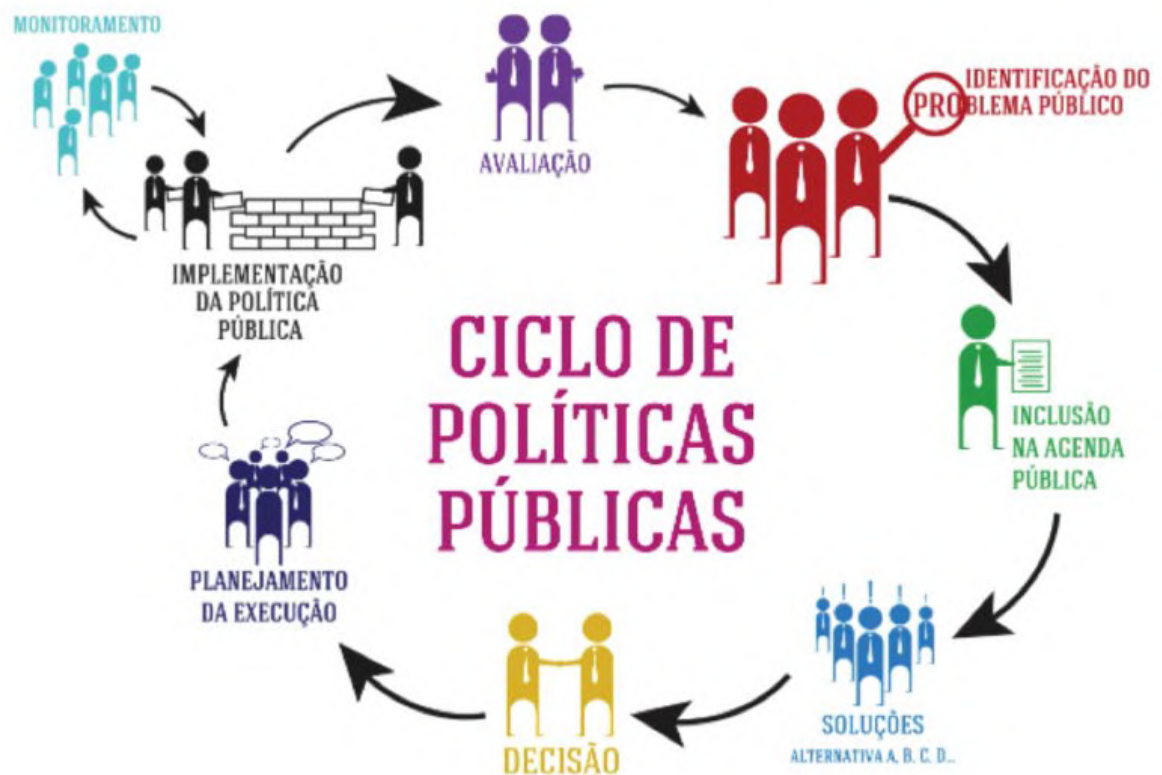 MONITORAMENTO
AVALIAÇÃO
IDENTIFICAÇÃO DO
PROBLEMA PÚBLICO
IMPLEMENTAÇÃO
DA POLÍTICA
PÚBLICA
CICLO DE
POLÍTICAS
PÚBLICAS
INCLUSÃO
NA AGENDA
PÚBLICA
PLANEJAMENTO
DA EXECUÇÃO
! ! ! ! !
SOLUÇÕES
ALTERNATIVA A, B, C, D...
DECISÃO